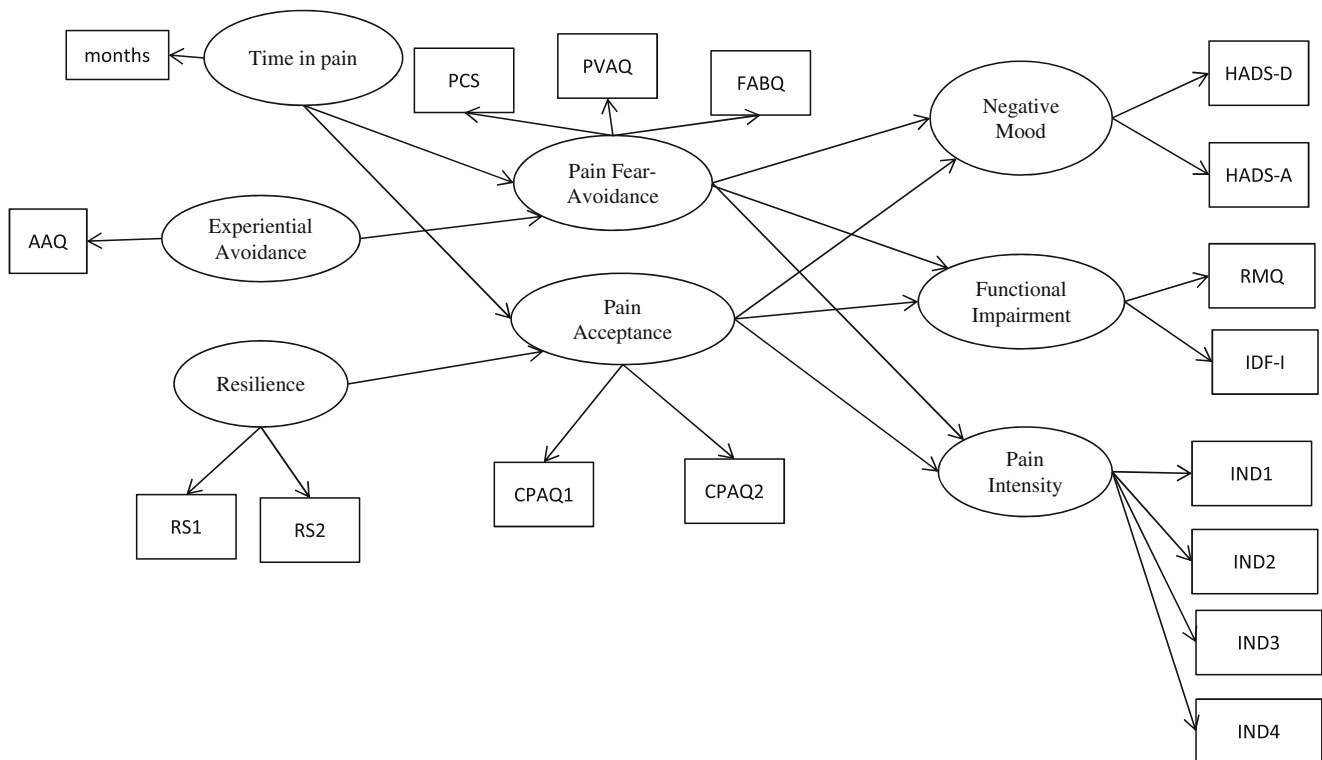 months
Time in pain
PCS
PVAQ
FABQ
Negative
Mood
HADS-D
HADS-A
Pain Fear-
Avoidance
AAQ
Experiential
Avoidance
Pain
Acceptance
Functional
Impairment
RMQ
IDF-I
Resilience
RS1
RS2
CPAQ1
CPAQ2
Pain
Intensity
IND1
IND2
IND3
IND4